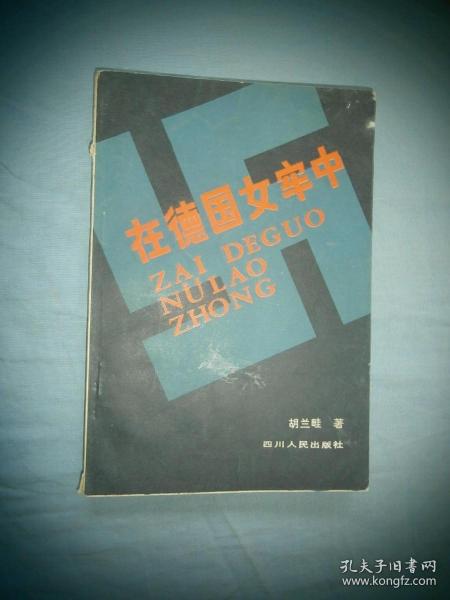 在德国女牢中
ZAI DEGUO
NULAO
ZHONG
胡兰畦 著
四川人民出版社
孔夫子旧书网
www.kongfz.com